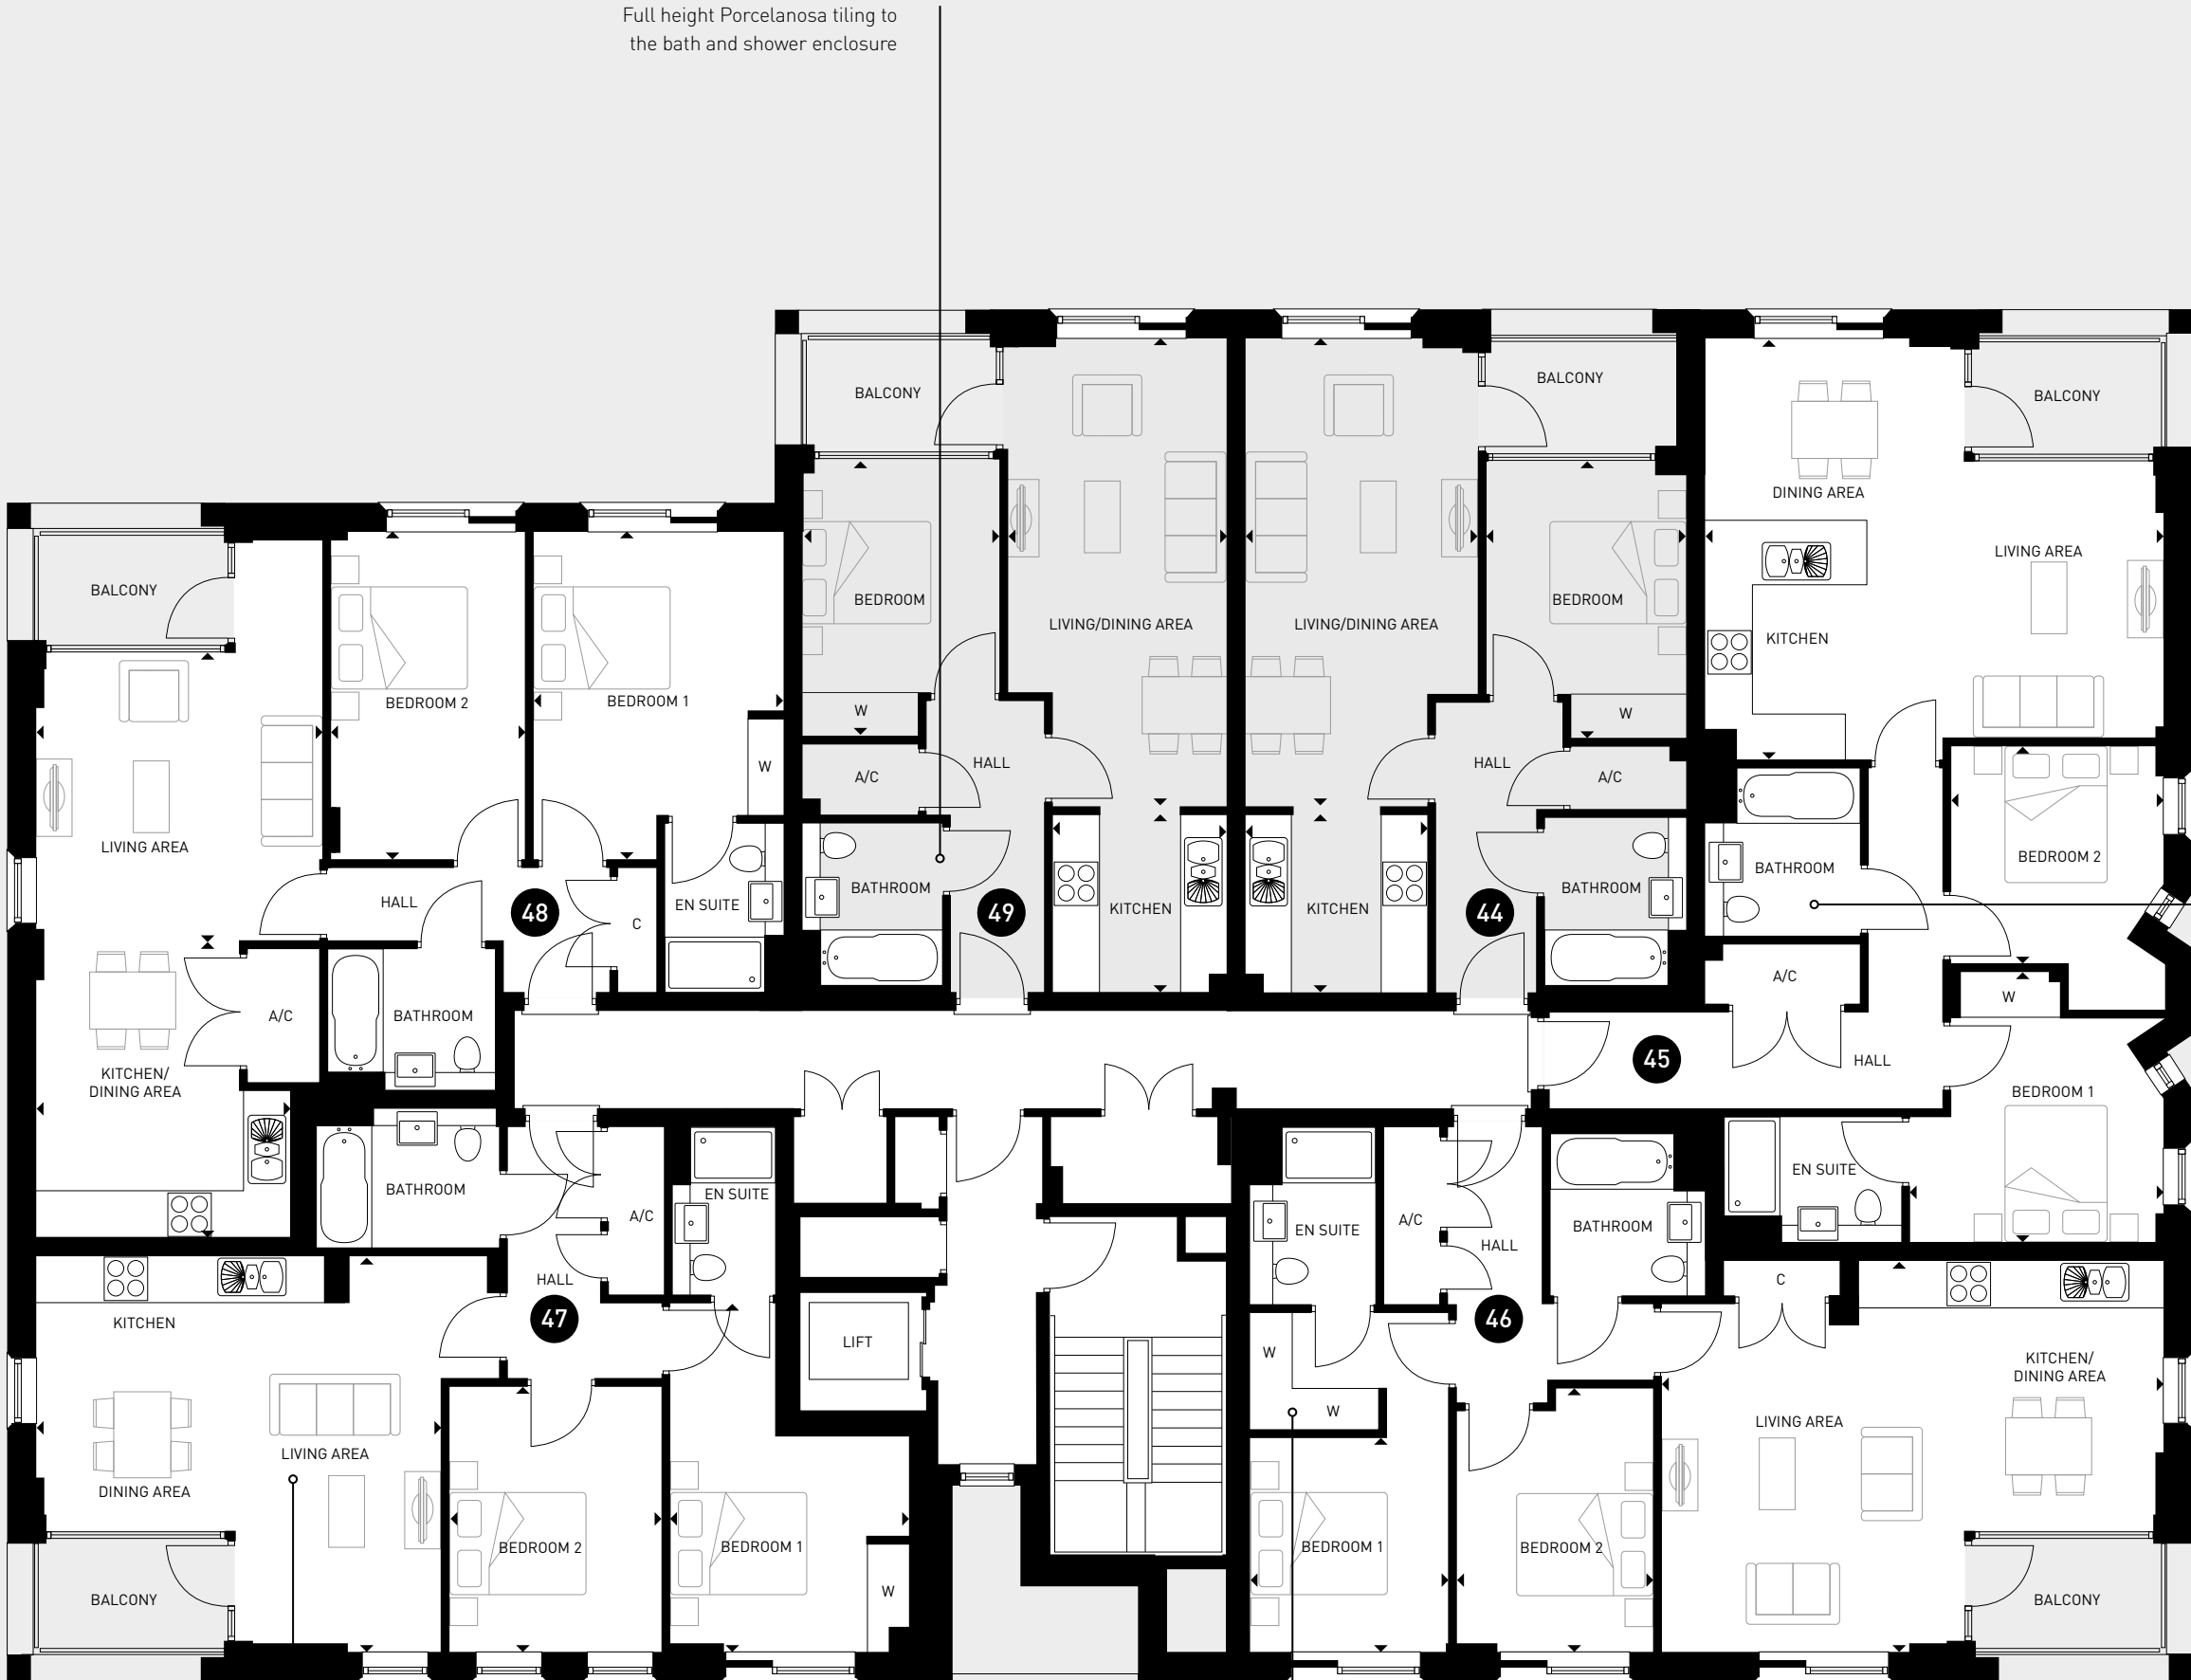 Full height Porcelanosa tiling to
the bath and shower enclosure
BALCONY
BEDROOM
LIVING/DINING AREA
W
A/C
HALL
BATHROOM
49
KITCHEN
BALCONY
BEDROOM
LIVING/DINING AREA
W
A/C
HALL
BATHROOM
44
KITCHEN
BALCONY
DINING AREA
LIVING AREA
KITCHEN
BEDROOM 2
BATHROOM
A/C
W
45
HALL
BEDROOM 1
EN SUITE
BALCONY
BEDROOM 2
BEDROOM 1
W
LIVING AREA
HALL
48
EN SUITE
C
A/C
BATHROOM
KITCHEN/
DINING AREA
BATHROOM
A/C
EN SUITE
HALL
47
KITCHEN
LIVING AREA
DINING AREA
BEDROOM 2
BEDROOM 1
W
BALCONY
LIFT
EN SUITE
A/C
HALL
BATHROOM
46
C
W
W
KITCHEN/
DINING AREA
LIVING AREA
BEDROOM 1
BEDROOM 2
BALCONY